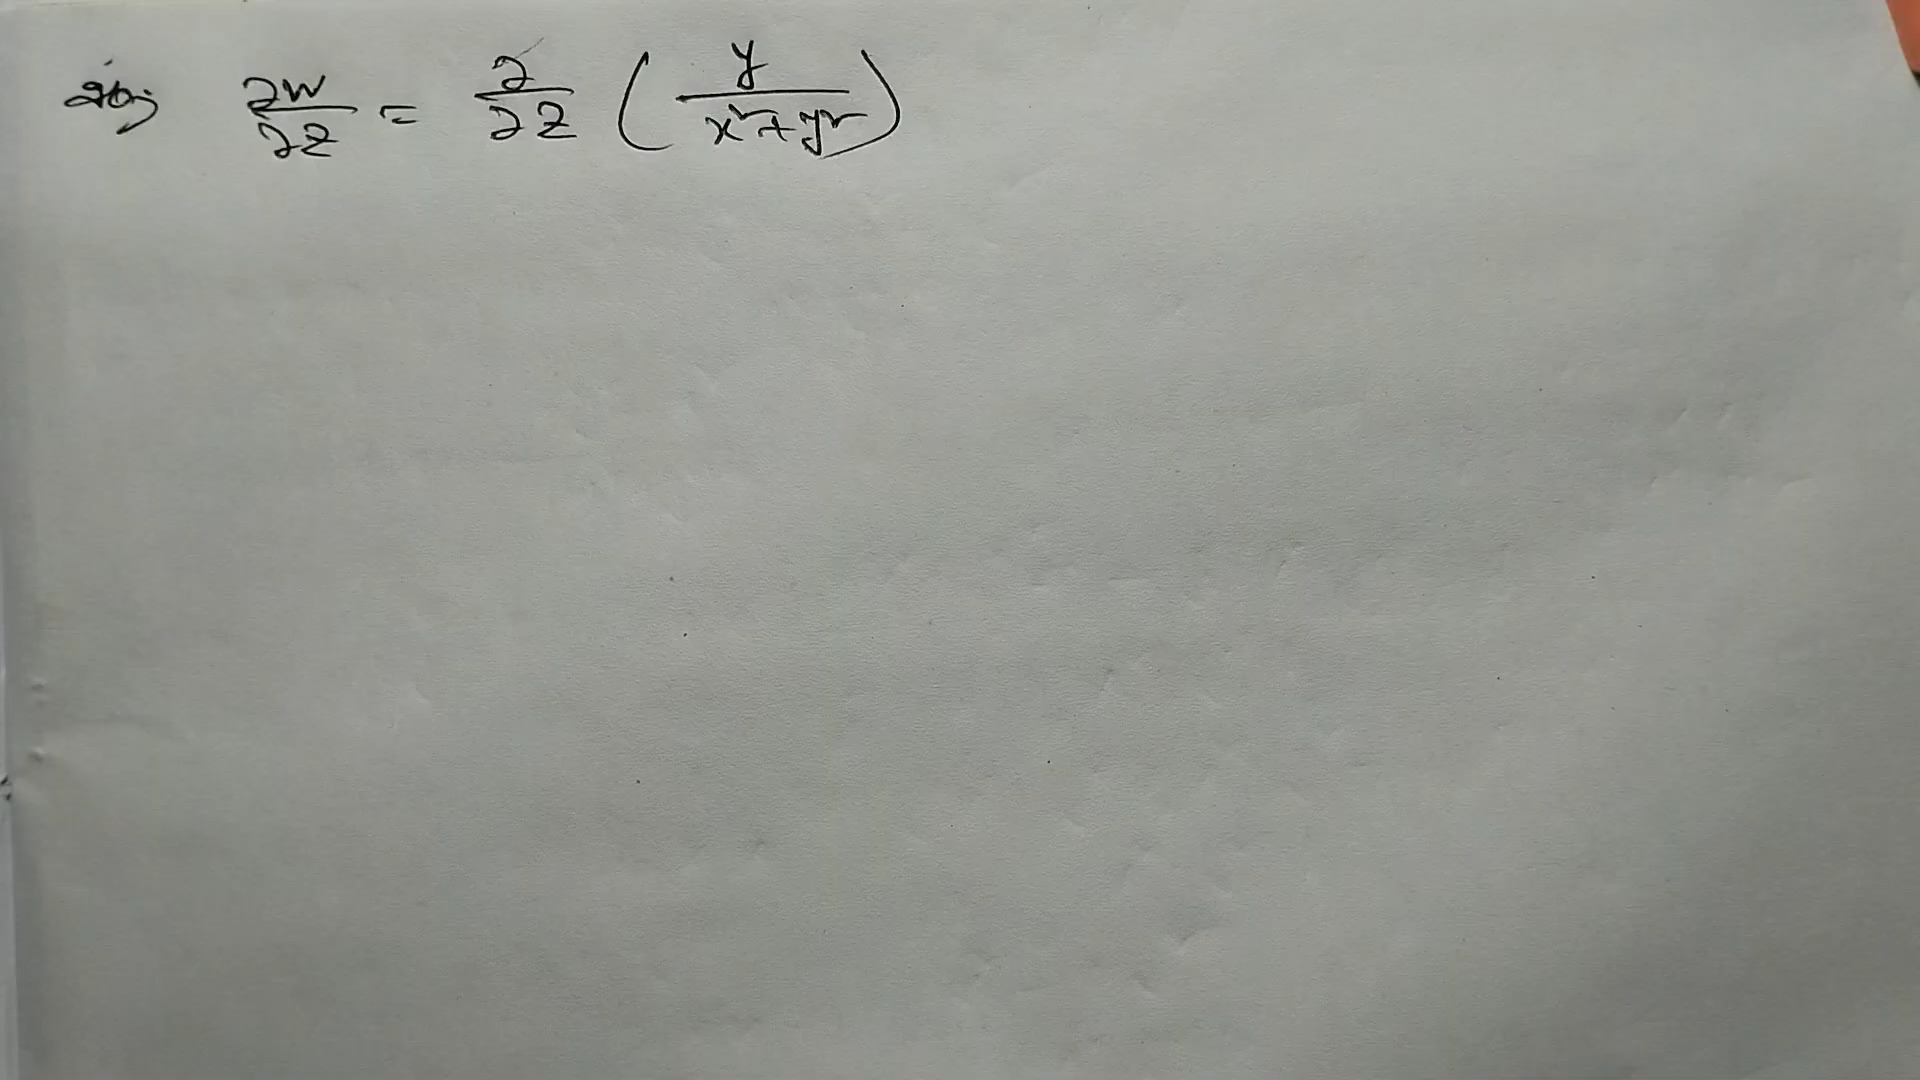 ∂w/∂z = ∂/∂z ( y / (x² + y²) )